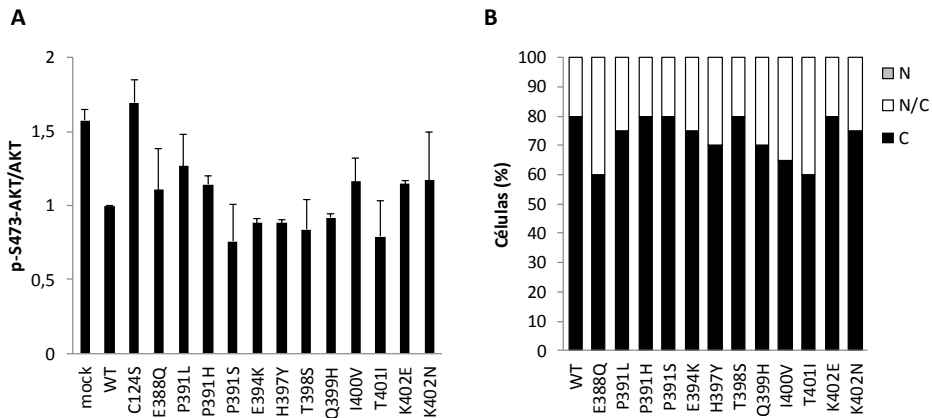 A
p-S473-AKT/AKT
2
1,5
1
0,5
0
mock
WT
C124S
E388Q
P391L
P391H
P391S
E394K
H397Y
T398S
Q399H
I400V
T401I
K402E
K402N
B
Células (%)
100
90
80
70
60
50
40
30
20
10
0
WT
E388Q
P391L
P391H
P391S
E394K
H397Y
T398S
Q399H
I400V
T401I
K402E
K402N
N
N/C
C